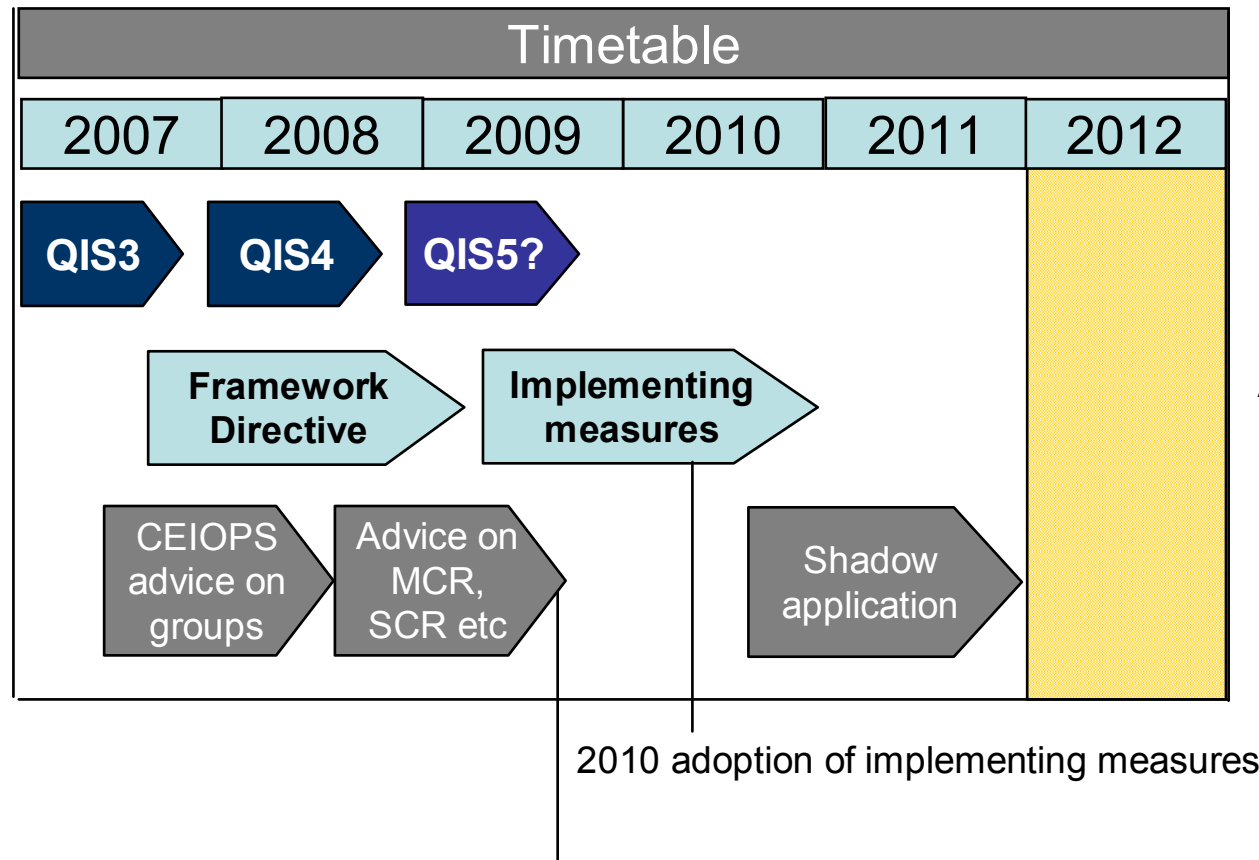 Timetable
2007 2008 2009 2010 2011 2012
QIS3 QIS4 QIS5?
Framework
Directive
Implementing
measures
CEIOPS
advice on
groups
Advice on
MCR,
SCR etc
Shadow
application
2010 adoption of implementing measures